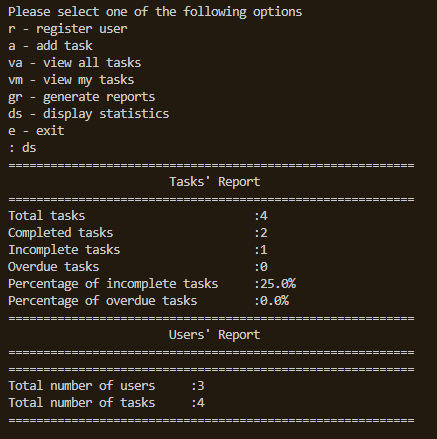 Please select one of the following options
r - register user
a - add task
va - view all tasks
vm - view my tasks
gr - generate reports
ds - display statistics
e - exit
: ds
==========================================================
Tasks' Report
==========================================================
Total tasks :4
Completed tasks :2
Incomplete tasks :1
Overdue tasks :0
Percentage of incomplete tasks :25.0%
Percentage of overdue tasks :0.0%
==========================================================
Users' Report
==========================================================
==========================================================
Total number of users :3
Total number of tasks :4
==========================================================